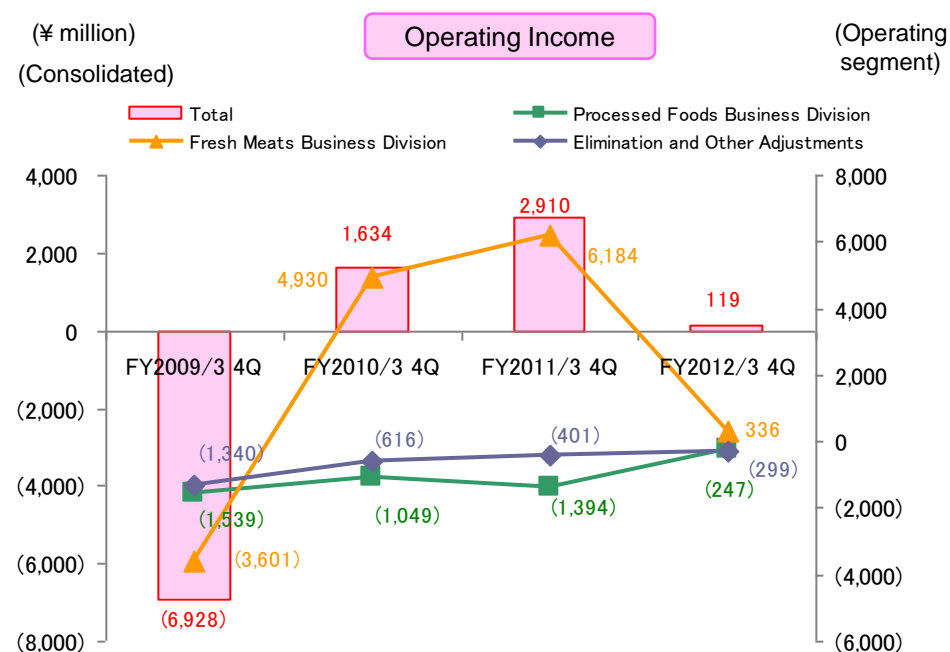 (¥ million)
Operating Income
(Operating
segment)
(Consolidated)
Total
Processed Foods Business Division
Fresh Meats Business Division
Elimination and Other Adjustments
4,000
8,000
2,910
1,634
6,000
2,000
6,184
4,930
119
4,000
0
FY2009/3 4Q
FY2010/3 4Q
FY2011/3 4Q
FY2012/3 4Q
2,000
(2,000)
336
0
(1,340)
(616)
(401)
(299)
(4,000)
(247)
(1,539)
(1,049)
(1,394)
(2,000)
(3,601)
(6,000)
(4,000)
(6,928)
(8,000)
(6,000)